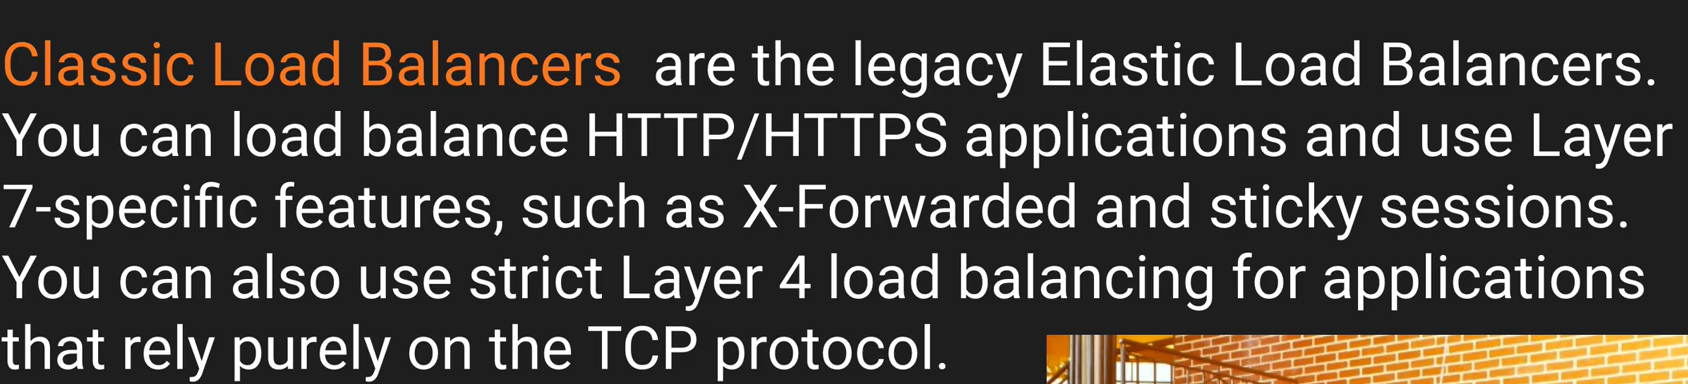 Classic Load Balancers are the legacy Elastic Load Balancers.
You can load balance HTTP/HTTPS applications and use Layer
7-specific features, such as X-Forwarded and sticky sessions.
You can also use strict Layer 4 load balancing for applications
that rely purely on the TCP protocol.